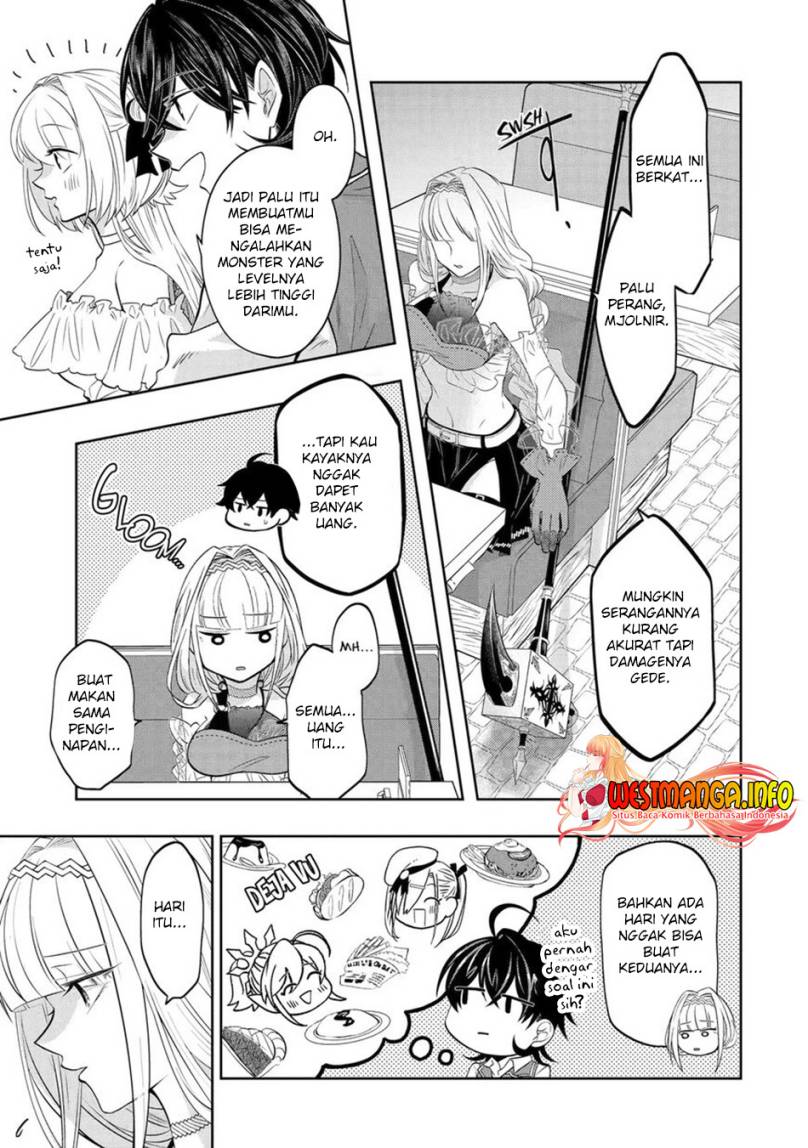 SWSH
SEMUA INI
BERKAT...
PALU
PERANG,
MJOLNIR.
MUNGKIN
SERANGANNYA
KURANG
AKURAT TAPI
DAMAGENYA
GEDE.
OH.
JADI PALU ITU
MEMBUATMU
BISA ME-
NGALAHKAN
MONSTER YANG
LEVELNYA
LEBIH TINGGI
DARIMU.
tentu
saja!
...TAPI KAU
KAYAKNYA
NGGAK
DAPET
BANYAK
UANG.
GLOOM...
MH...
SEMUA...
UANG
ITU...
BUAT
MAKAN
SAMA
PENGI-
NAPAN...
WESTMANGA.INFO
Situs Baca Komik Berbahasa Indonesia
BAHKAN ADA
HARI YANG
NGGAK BISA
BUAT
KEDUANYA...
aku
pernah
dengar
soal ini
sih?
DEJA VU
HARI
ITU...